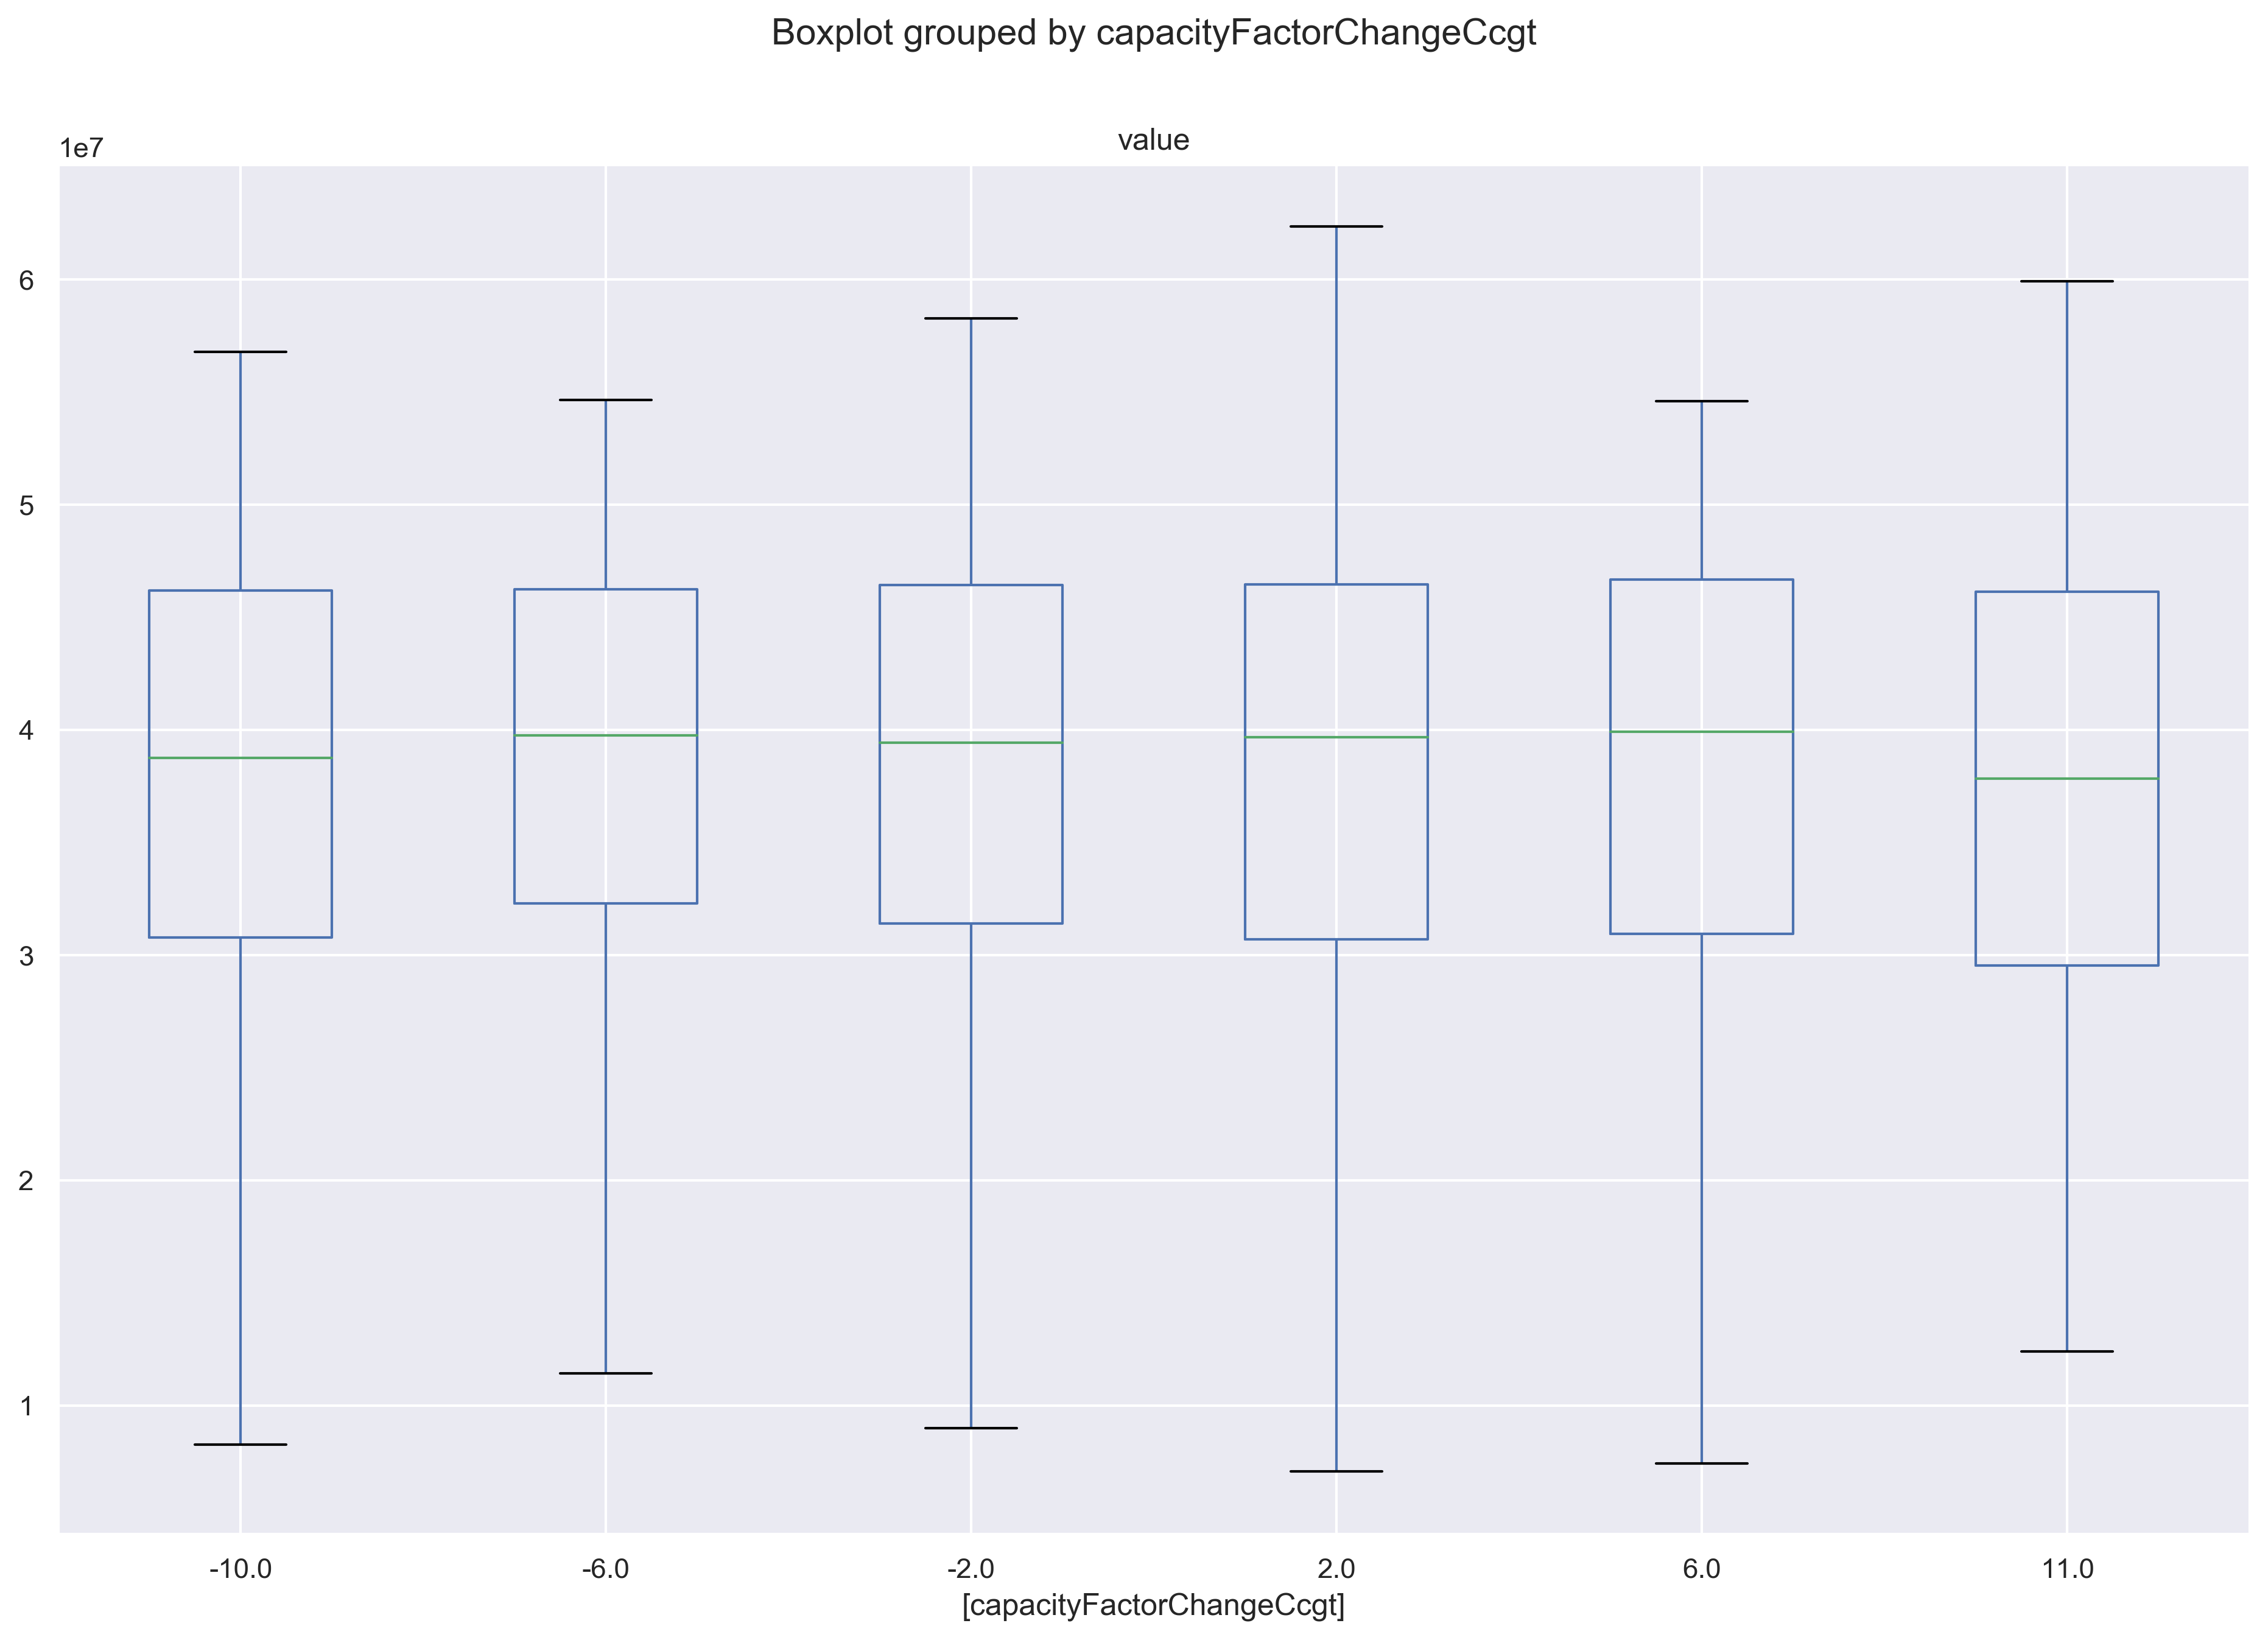 Boxplot grouped by capacityFactorChangeCcgt
value
1e7
6
5
4
3
2
1
-10.0 -6.0 -2.0 2.0 6.0 11.0
[capacityFactorChangeCcgt]